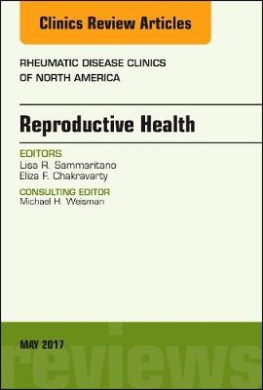 Clinics Review Articles
RHEUMATIC DISEASE CLINICS
OF NORTH AMERICA
Reproductive Health
EDITORS
Lisa R. Sammaritano
Eliza F. Chakravarty
CONSULTING EDITOR
Michael H. Weisman
MAY 2017
reviews